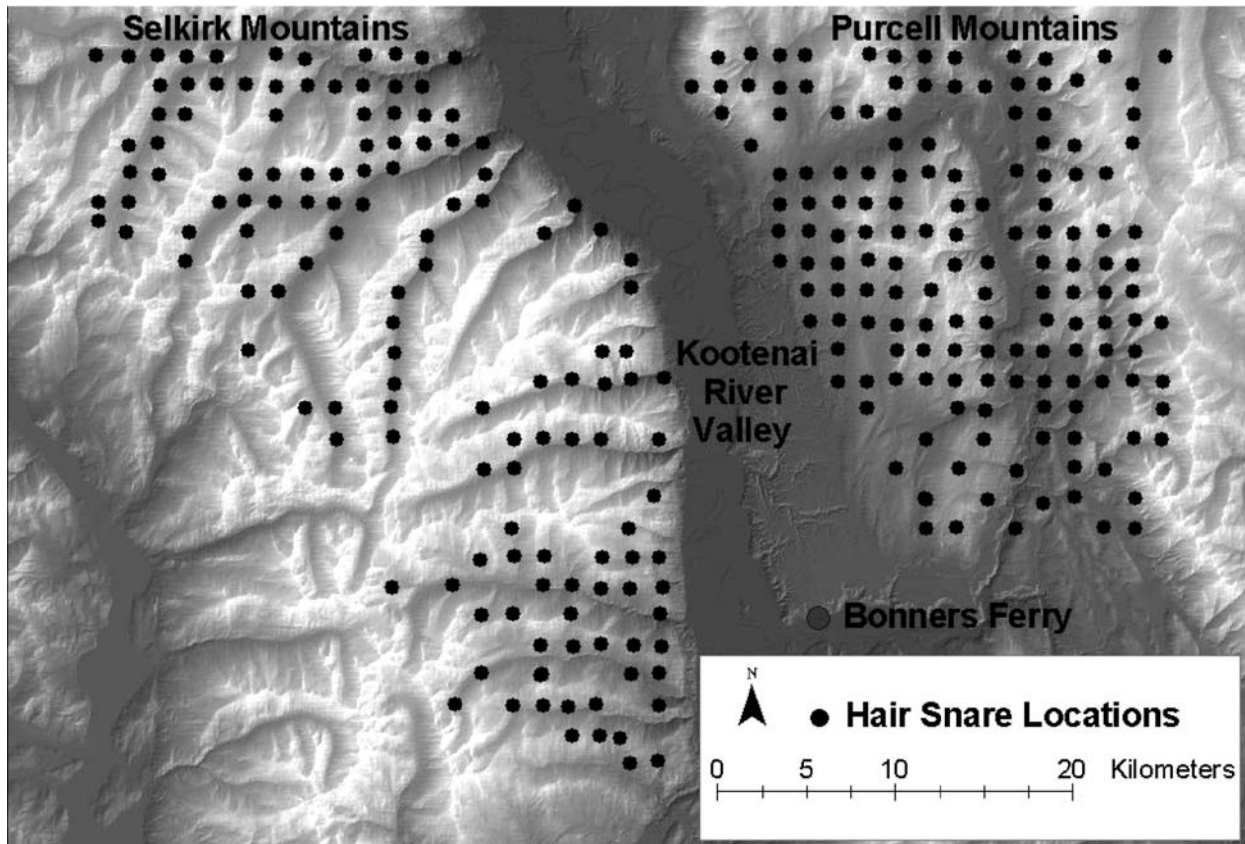 Selkirk Mountains
Purcell Mountains
Kootenai
River
Valley
Bonners Ferry
N
Hair Snare Locations
0 5 10 20 Kilometers